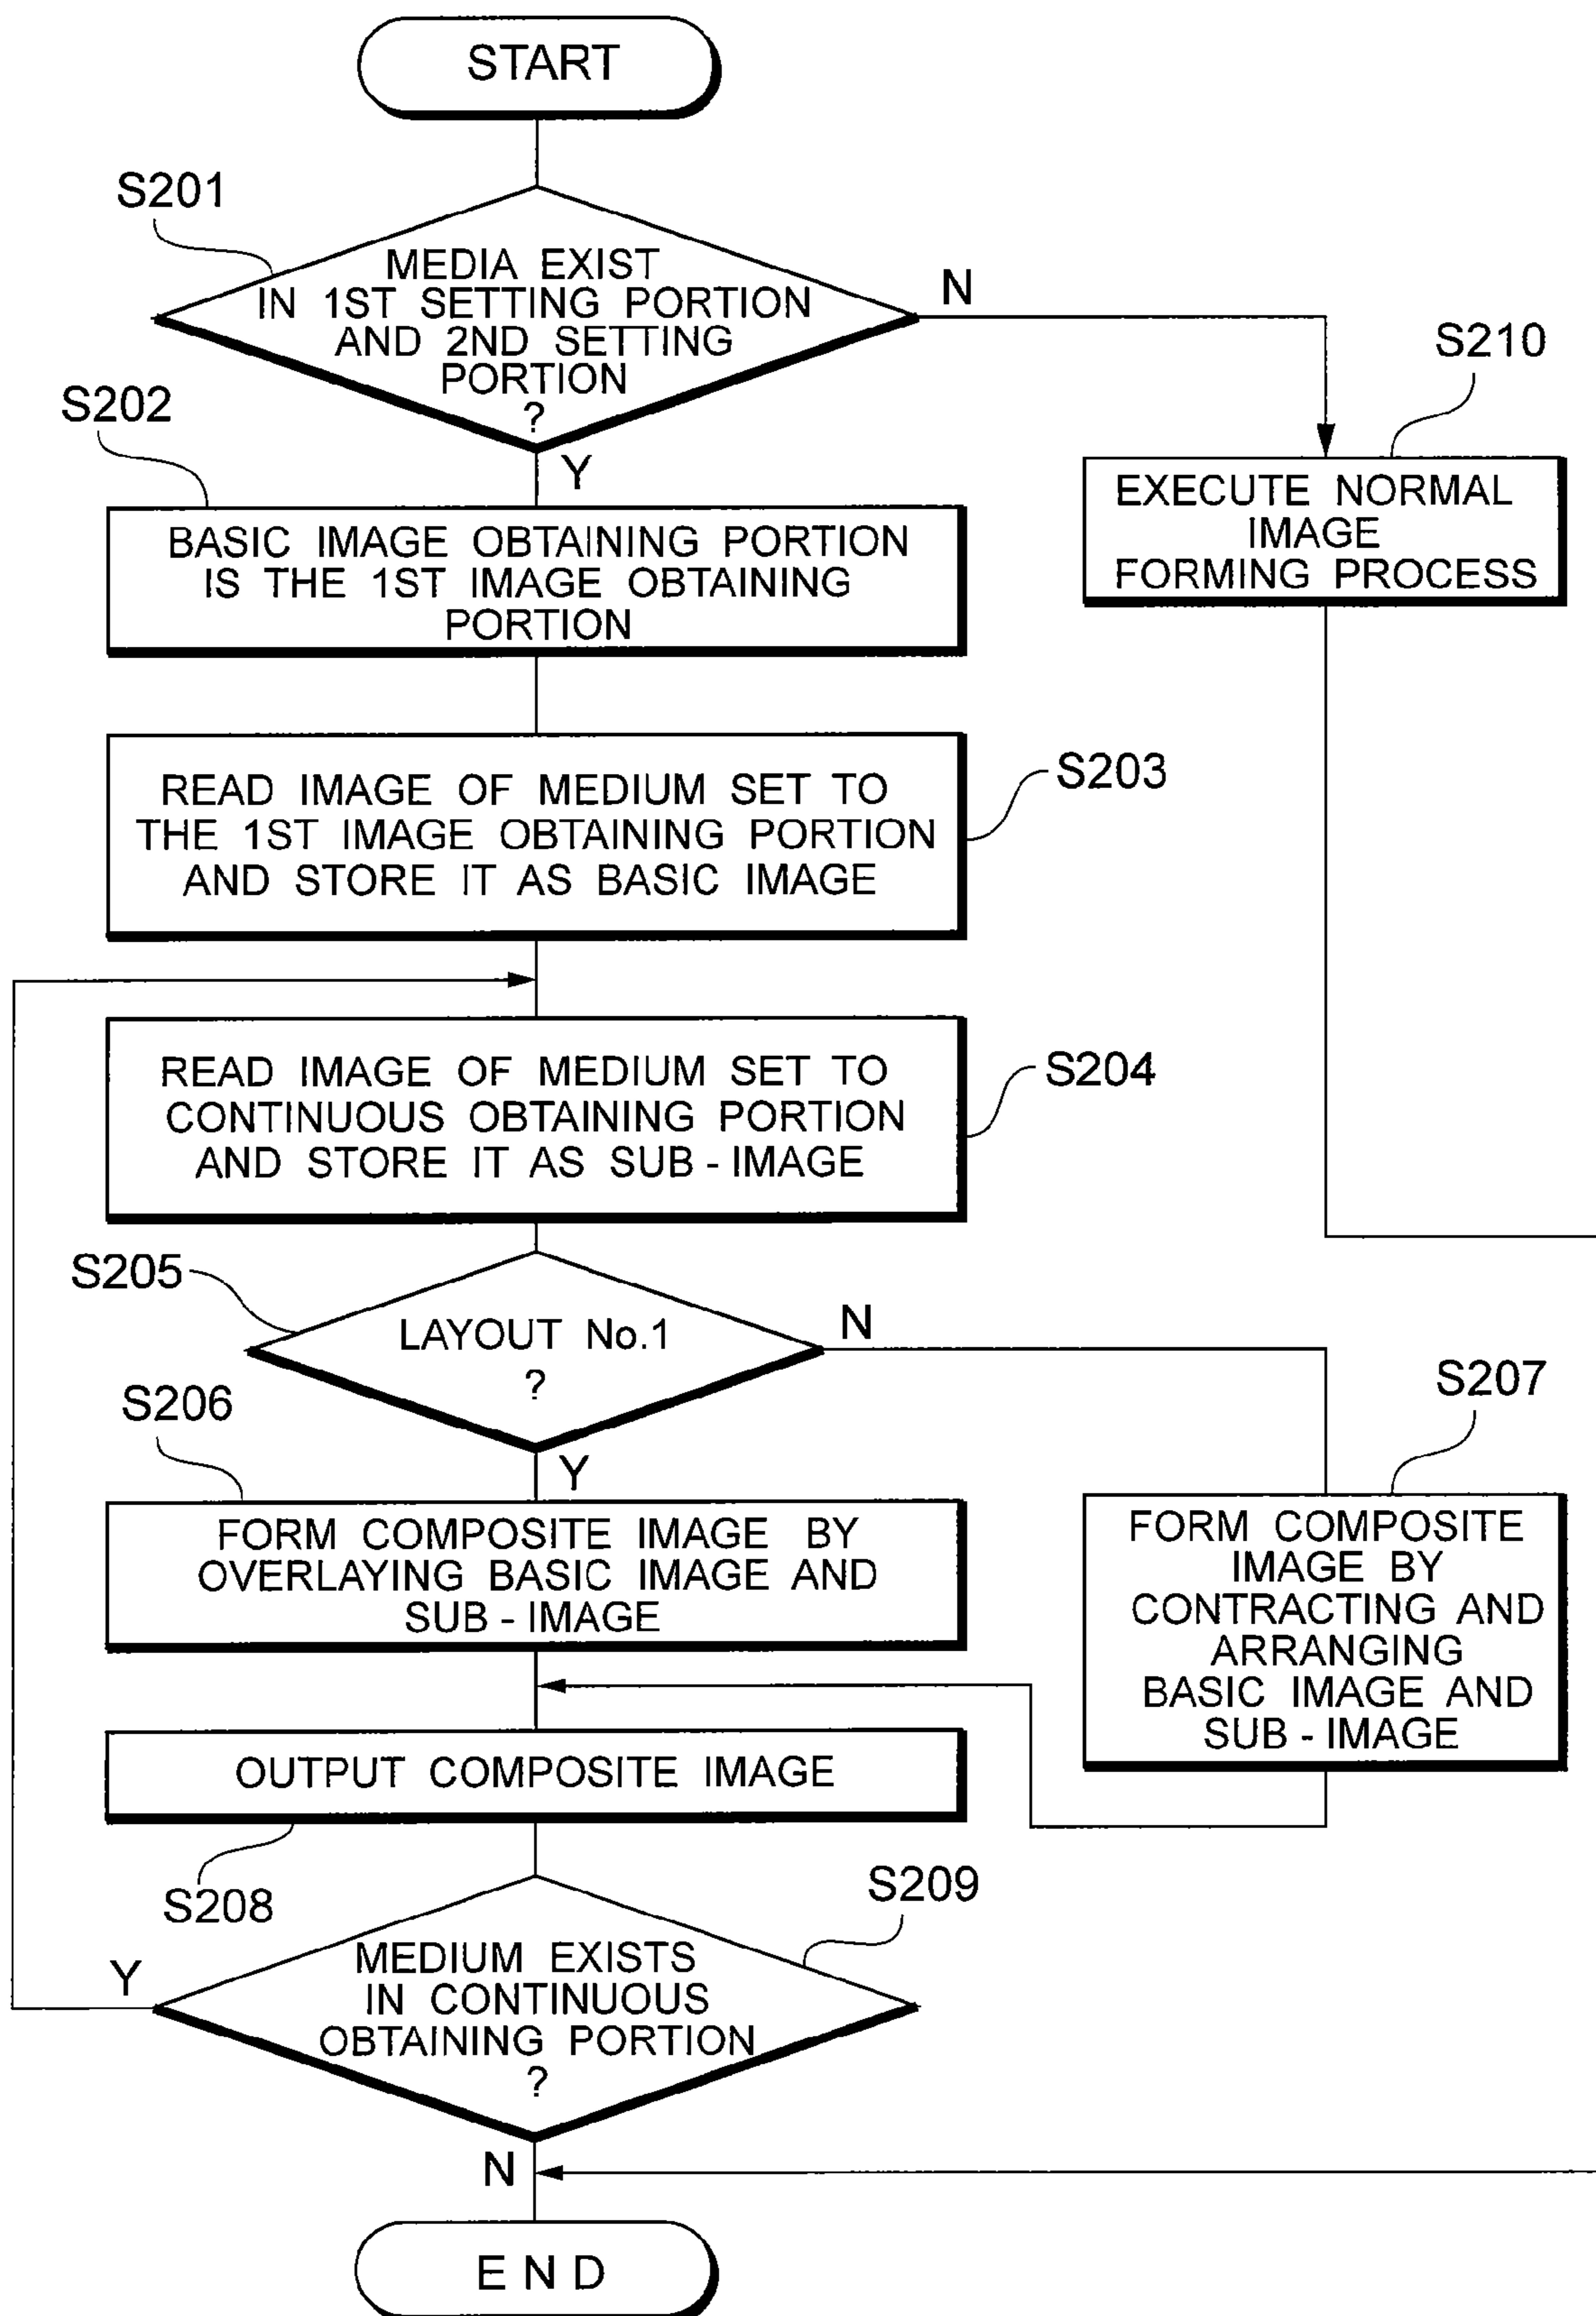 START
S201
MEDIA EXIST
IN 1ST SETTING PORTION
AND 2ND SETTING
PORTION
?
N
Y
S210
EXECUTE NORMAL
IMAGE
FORMING PROCESS
S202
BASIC IMAGE OBTAINING PORTION
IS THE 1ST IMAGE OBTAINING
PORTION
S203
READ IMAGE OF MEDIUM SET TO
THE 1ST IMAGE OBTAINING PORTION
AND STORE IT AS BASIC IMAGE
S204
READ IMAGE OF MEDIUM SET TO
CONTINUOUS OBTAINING PORTION
AND STORE IT AS SUB - IMAGE
S205
LAYOUT No.1
?
N
Y
S206
FORM COMPOSITE IMAGE BY
OVERLAYING BASIC IMAGE AND
SUB - IMAGE
S207
FORM COMPOSITE
IMAGE BY
CONTRACTING AND
ARRANGING
BASIC IMAGE AND
SUB - IMAGE
OUTPUT COMPOSITE IMAGE
S208
S209
MEDIUM EXISTS
IN CONTINUOUS
OBTAINING PORTION
?
Y
N
END